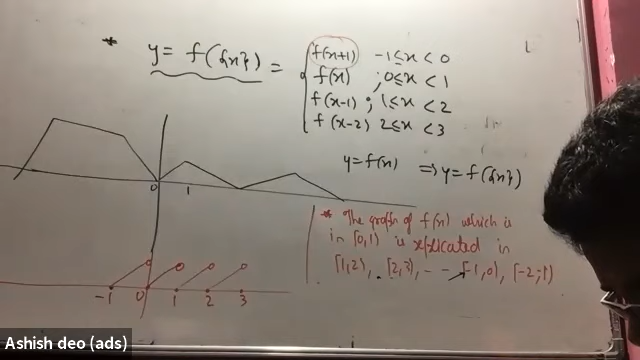 * y = f({x}) = { f(x+1) -1≤x<0
f(x) ; 0≤x<1
f(x-1) ; 1≤x<2
f(x-2) 2≤x<3
y=f(x) ⇒ y=f({x})
0 1
* The graph of f(x) which is
in [0,1) is replicated in
[1,2), [2,3), - - [-1,0), [-2,-1)
-1 0 1 2 3
Ashish deo (ads)